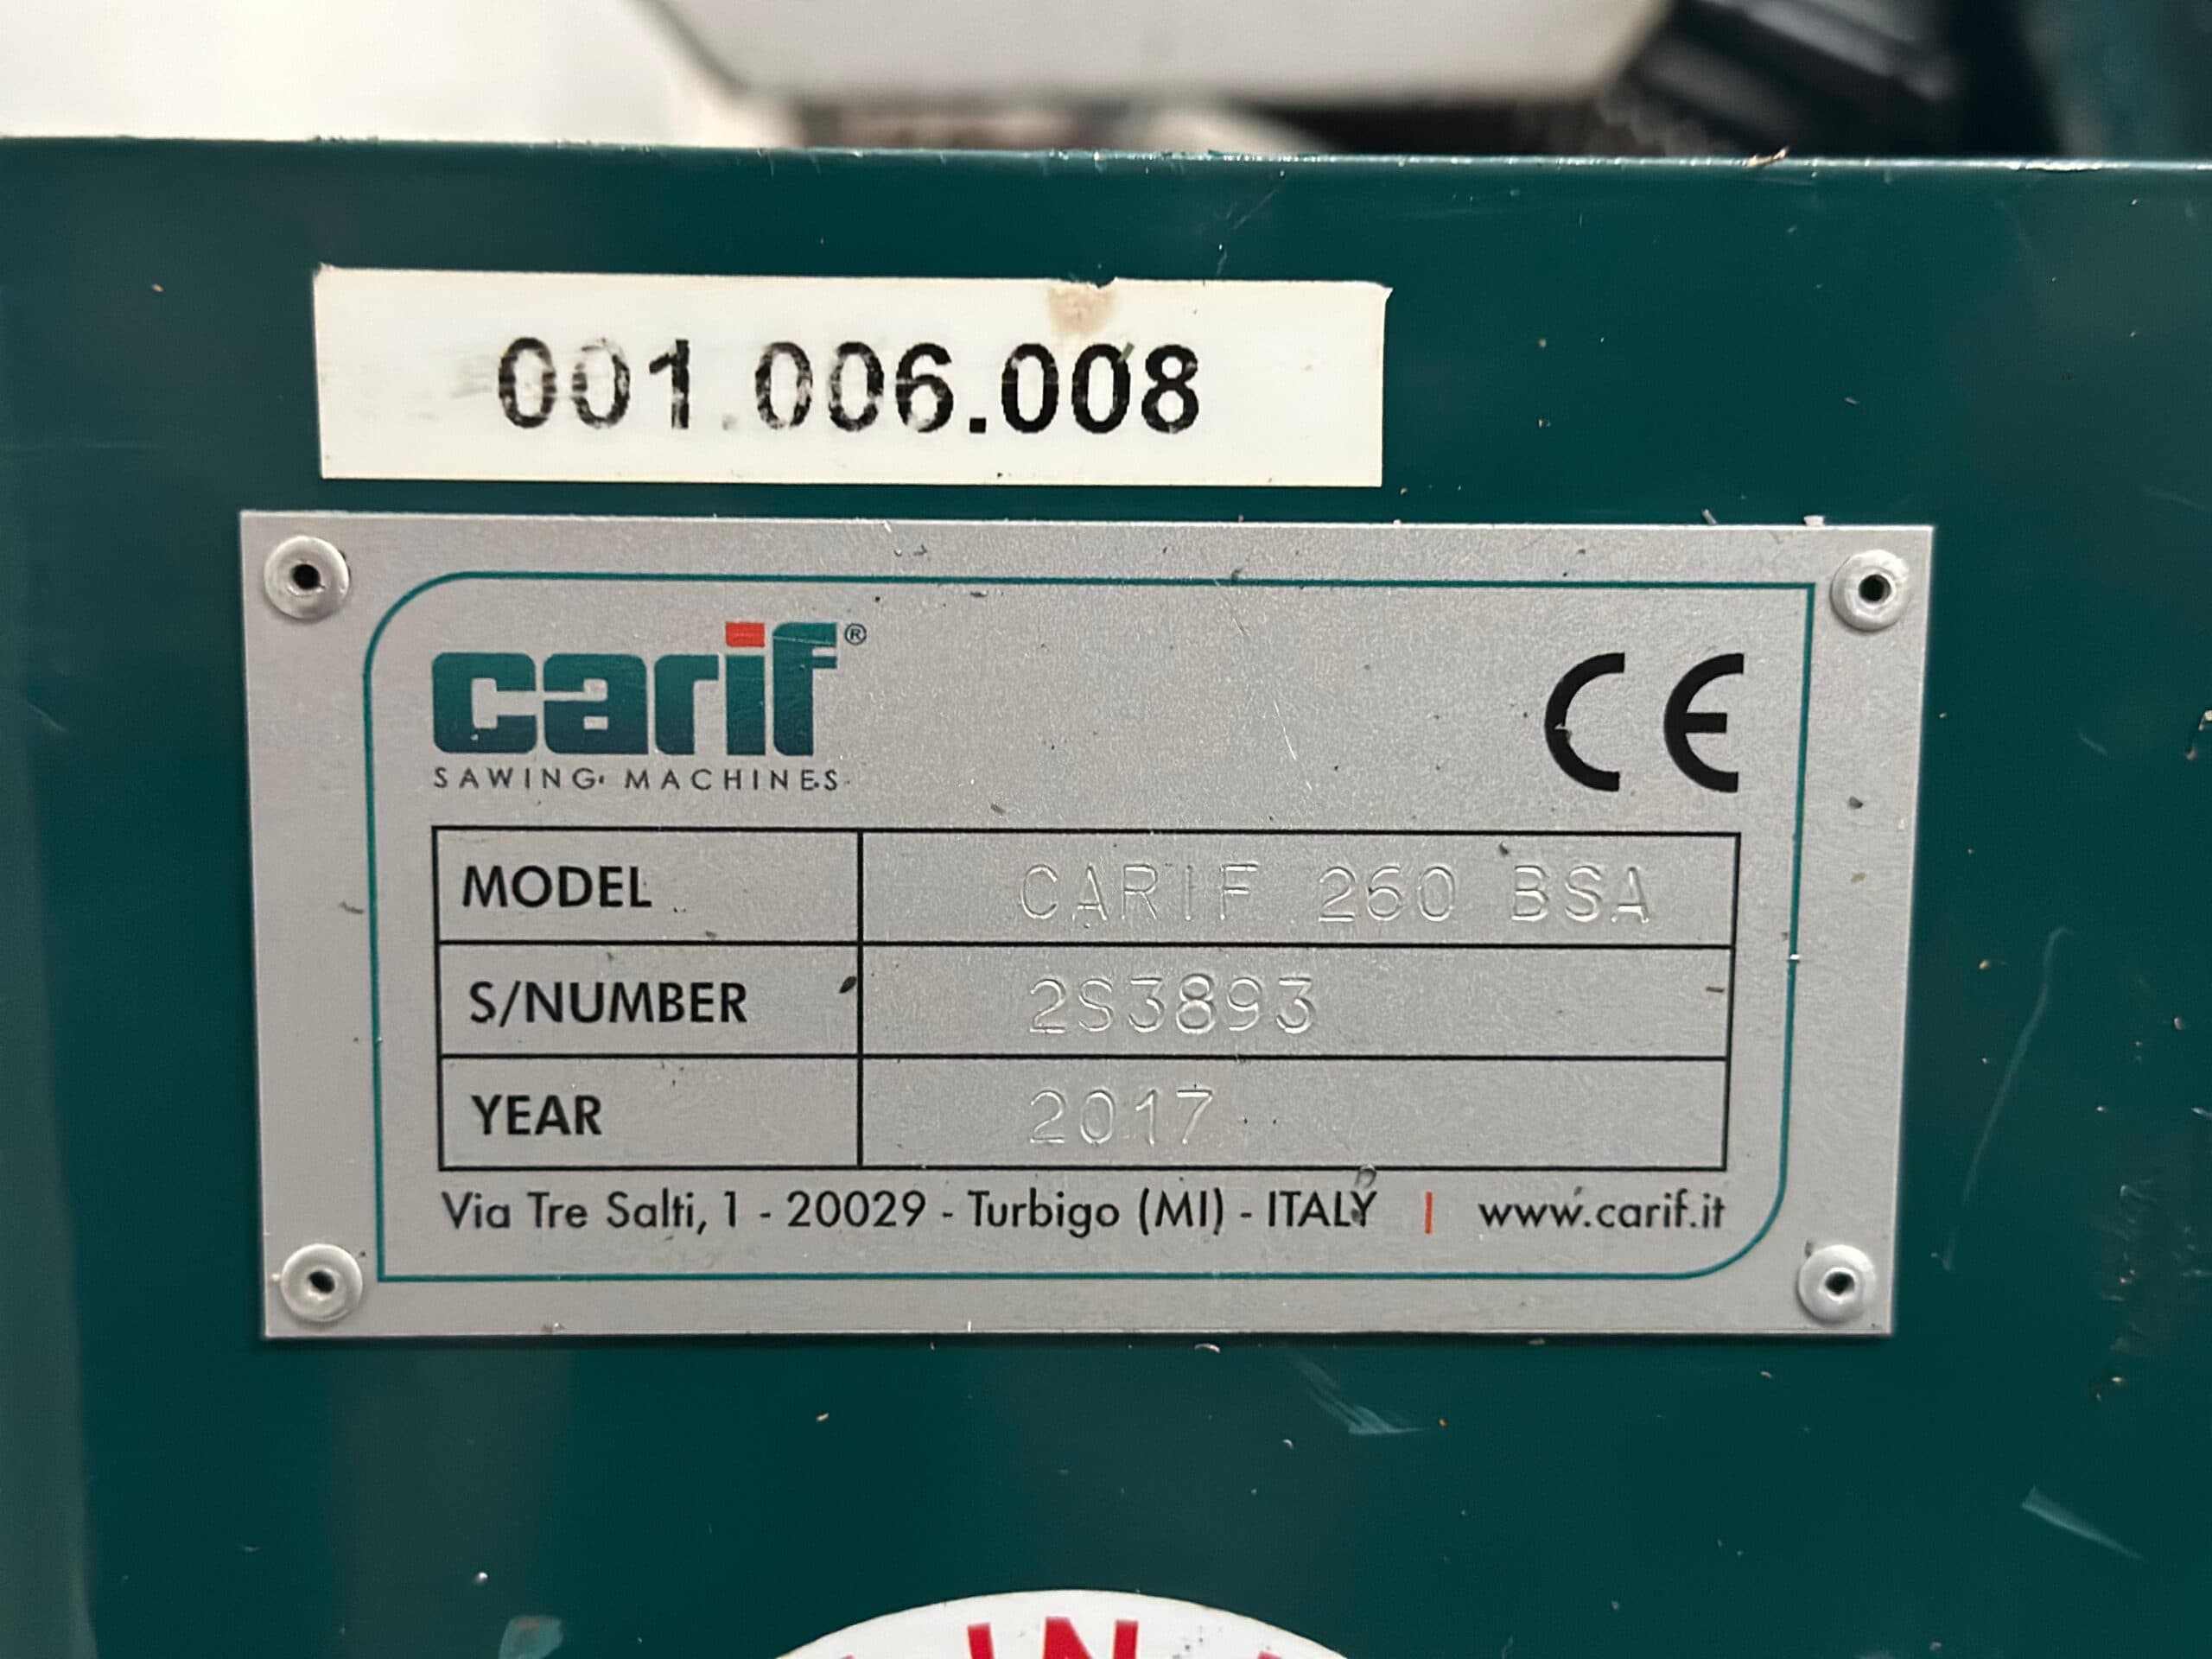 001.006.008
carif®
SAWING MACHINES
CE
MODEL CARIF 260 BSA
S/NUMBER 2S3893
YEAR 2017
Via Tre Salti, 1 - 20029 - Turbigo (MI) - ITALY | www.carif.it
IN